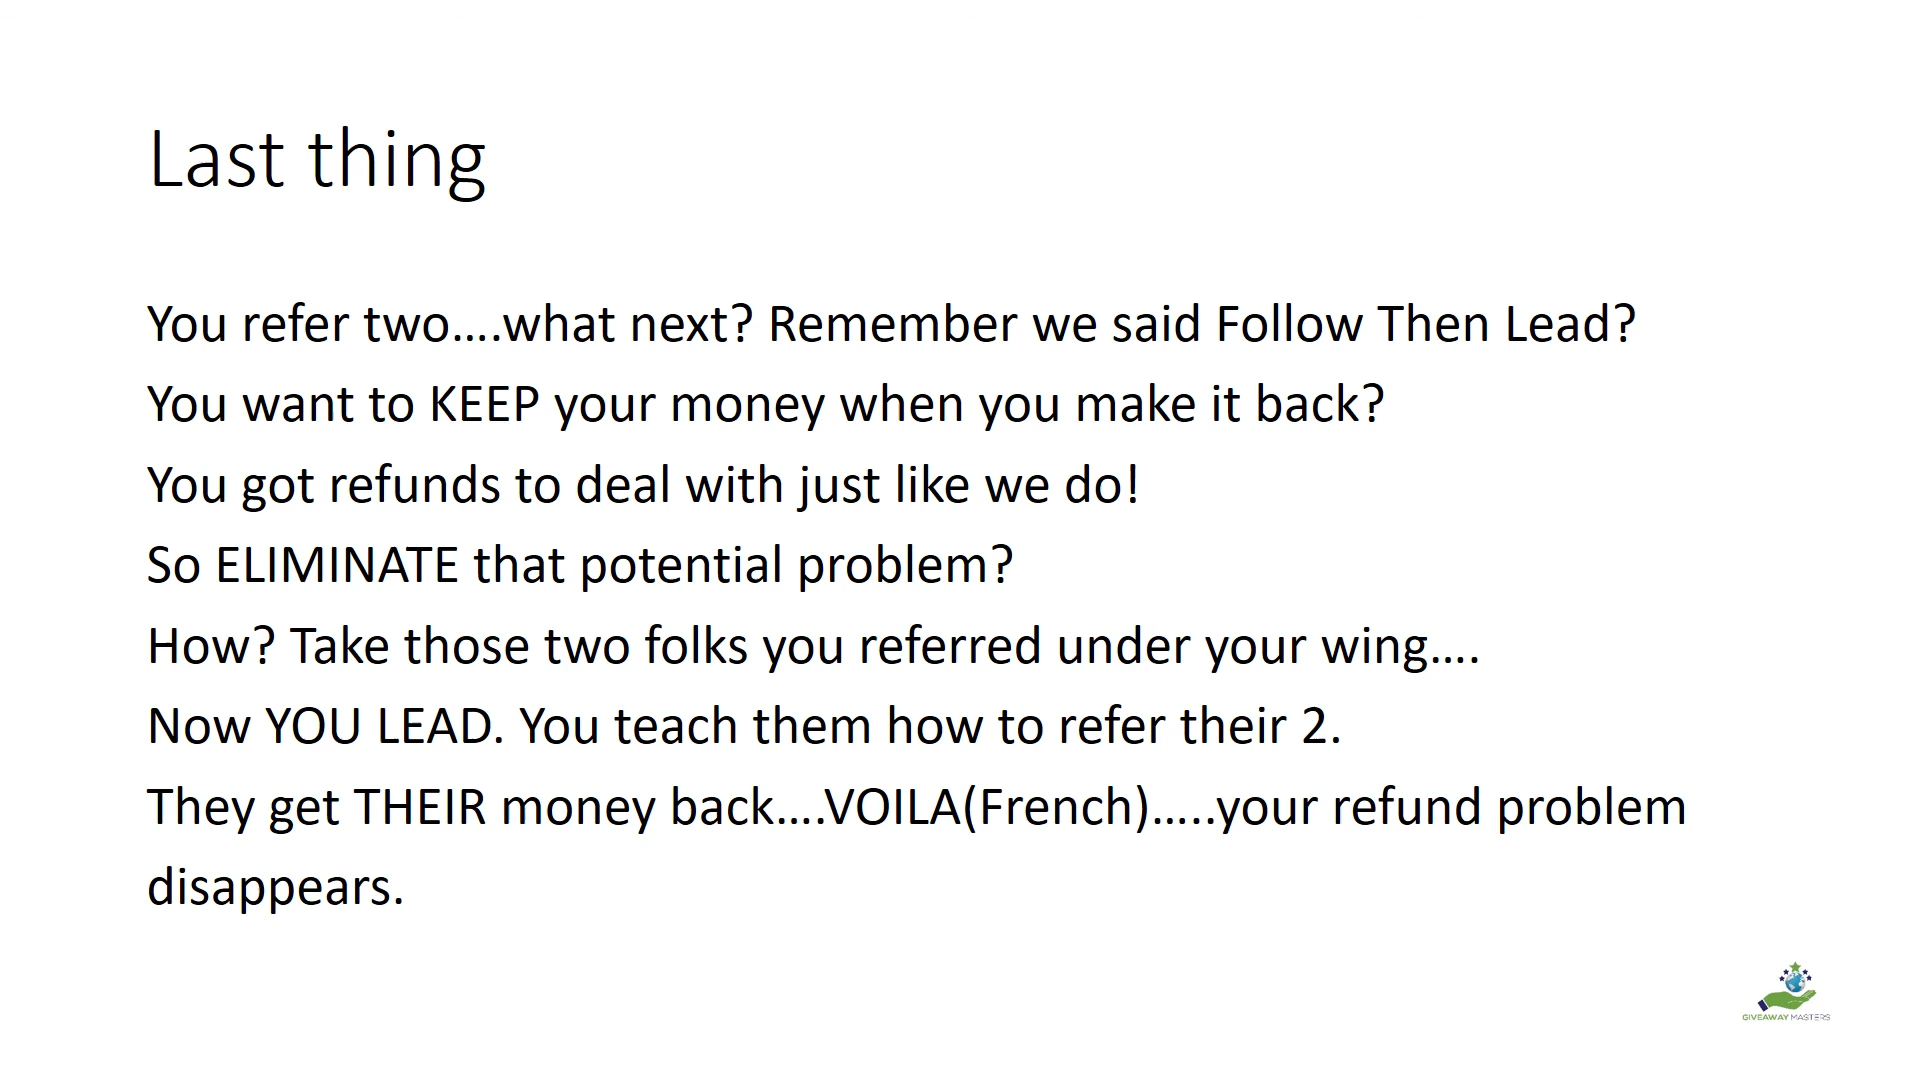 Last thing
You refer two....what next? Remember we said Follow Then Lead?
You want to KEEP your money when you make it back?
You got refunds to deal with just like we do!
So ELIMINATE that potential problem?
How? Take those two folks you referred under your wing....
Now YOU LEAD. You teach them how to refer their 2.
They get THEIR money back....VOILA(French).....your refund problem
disappears.
GIVEAWAY MASTERS